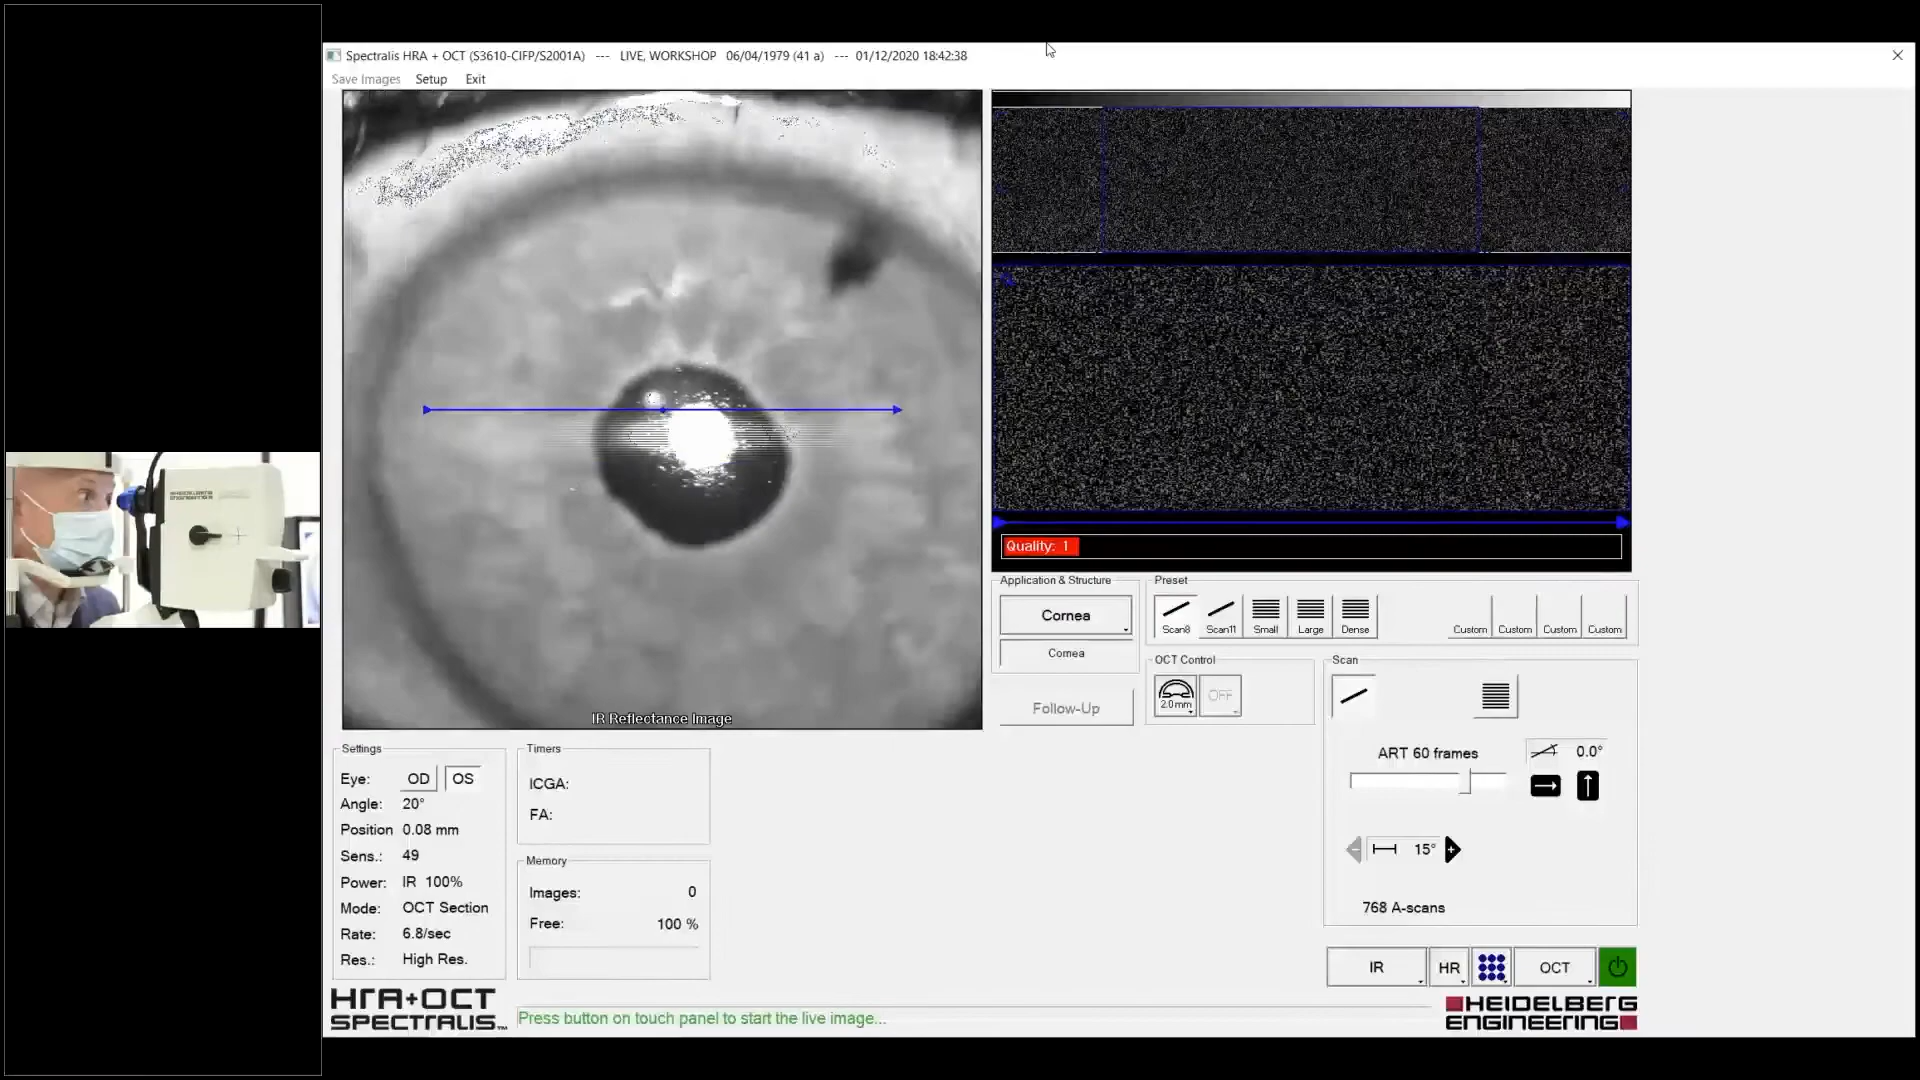 Spectralis HRA + OCT (S3610-CIFP/S2001A) --- LIVE, WORKSHOP 06/04/1979 (41 a) --- 01/12/2020 18:42:38
Save Images Setup Exit
IR Reflectance Image
Quality: 1
Application & Structure
Cornea
Cornea
Follow-Up
Preset
Scan8 Scan11 Small Large Dense Custom Custom Custom Custom
OCT Control
2.0mm OFF
Scan
ART 60 frames 0.0°
15°
768 A-scans
Settings
Eye: OD OS
Angle: 20°
Position 0.08 mm
Sens.: 49
Power: IR 100%
Mode: OCT Section
Rate: 6.8/sec
Res.: High Res.
Timers
ICGA:
FA:
Memory
Images: 0
Free: 100 %
IR HR OCT
HRA+OCT
SPECTRALIS™
Press button on touch panel to start the live image...
HEIDELBERG
ENGINEERING